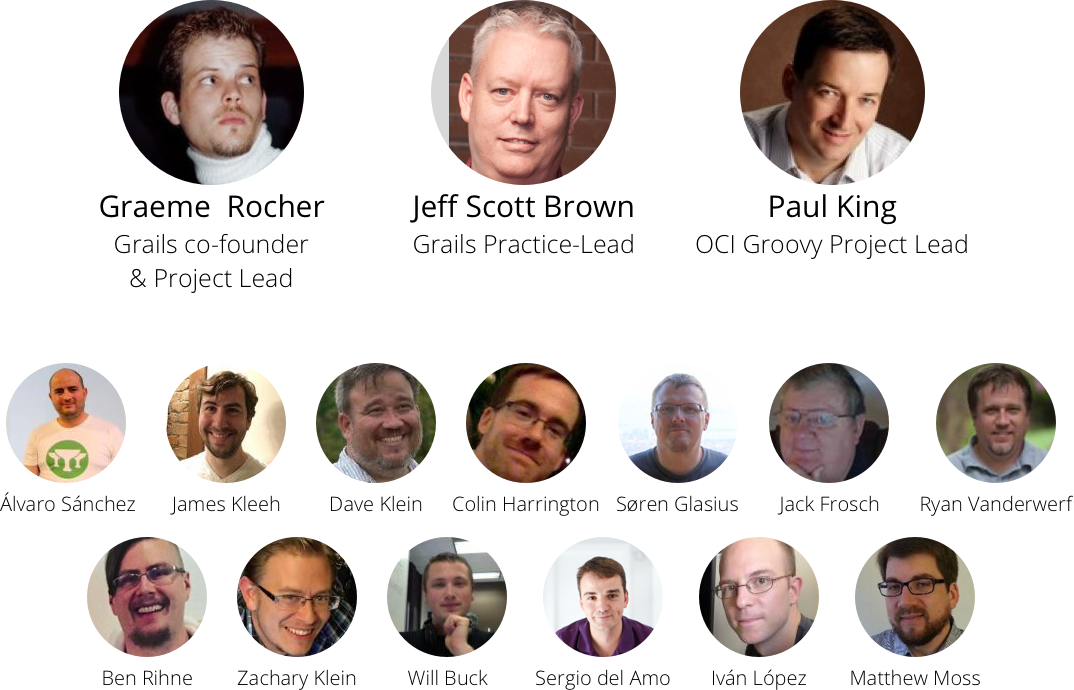 Graeme Rocher
Jeff Scott Brown
Paul King
Grails co-founder
& Project Lead
Grails Practice-Lead
OCI Groovy Project Lead
Álvaro Sánchez
James Kleeh
Dave Klein
Colin Harrington
Søren Glasius
Jack Frosch
Ryan Vanderwerf
Ben Rihne
Zachary Klein
Will Buck
Sergio del Amo
Iván López
Matthew Moss